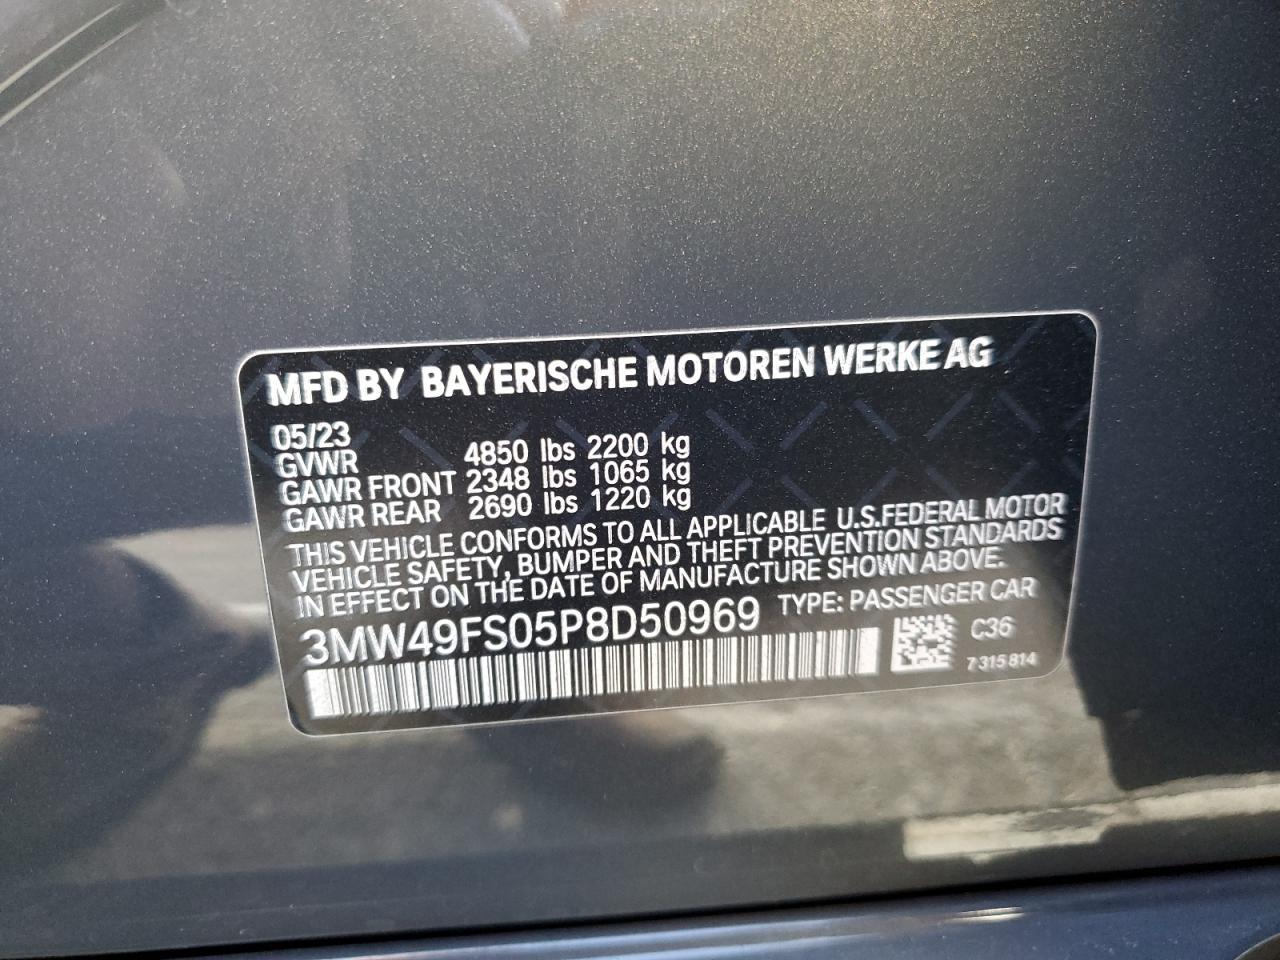 MFD BY BAYERISCHE MOTOREN WERKE AG
05/23
GVWR 4850 lbs 2200 kg
GAWR FRONT 2348 lbs 1065 kg
GAWR REAR 2690 lbs 1220 kg
THIS VEHICLE CONFORMS TO ALL APPLICABLE U.S.FEDERAL MOTOR
VEHICLE SAFETY, BUMPER AND THEFT PREVENTION STANDARDS
IN EFFECT ON THE DATE OF MANUFACTURE SHOWN ABOVE.
3MW49FS05P8D50969 TYPE: PASSENGER CAR
C36
7 315 814